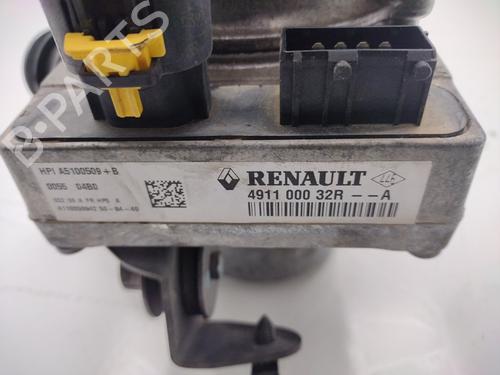 HPI A5100509+B
0055 04B0
RENAULT
4911 000 32R -- A
B-PARTS